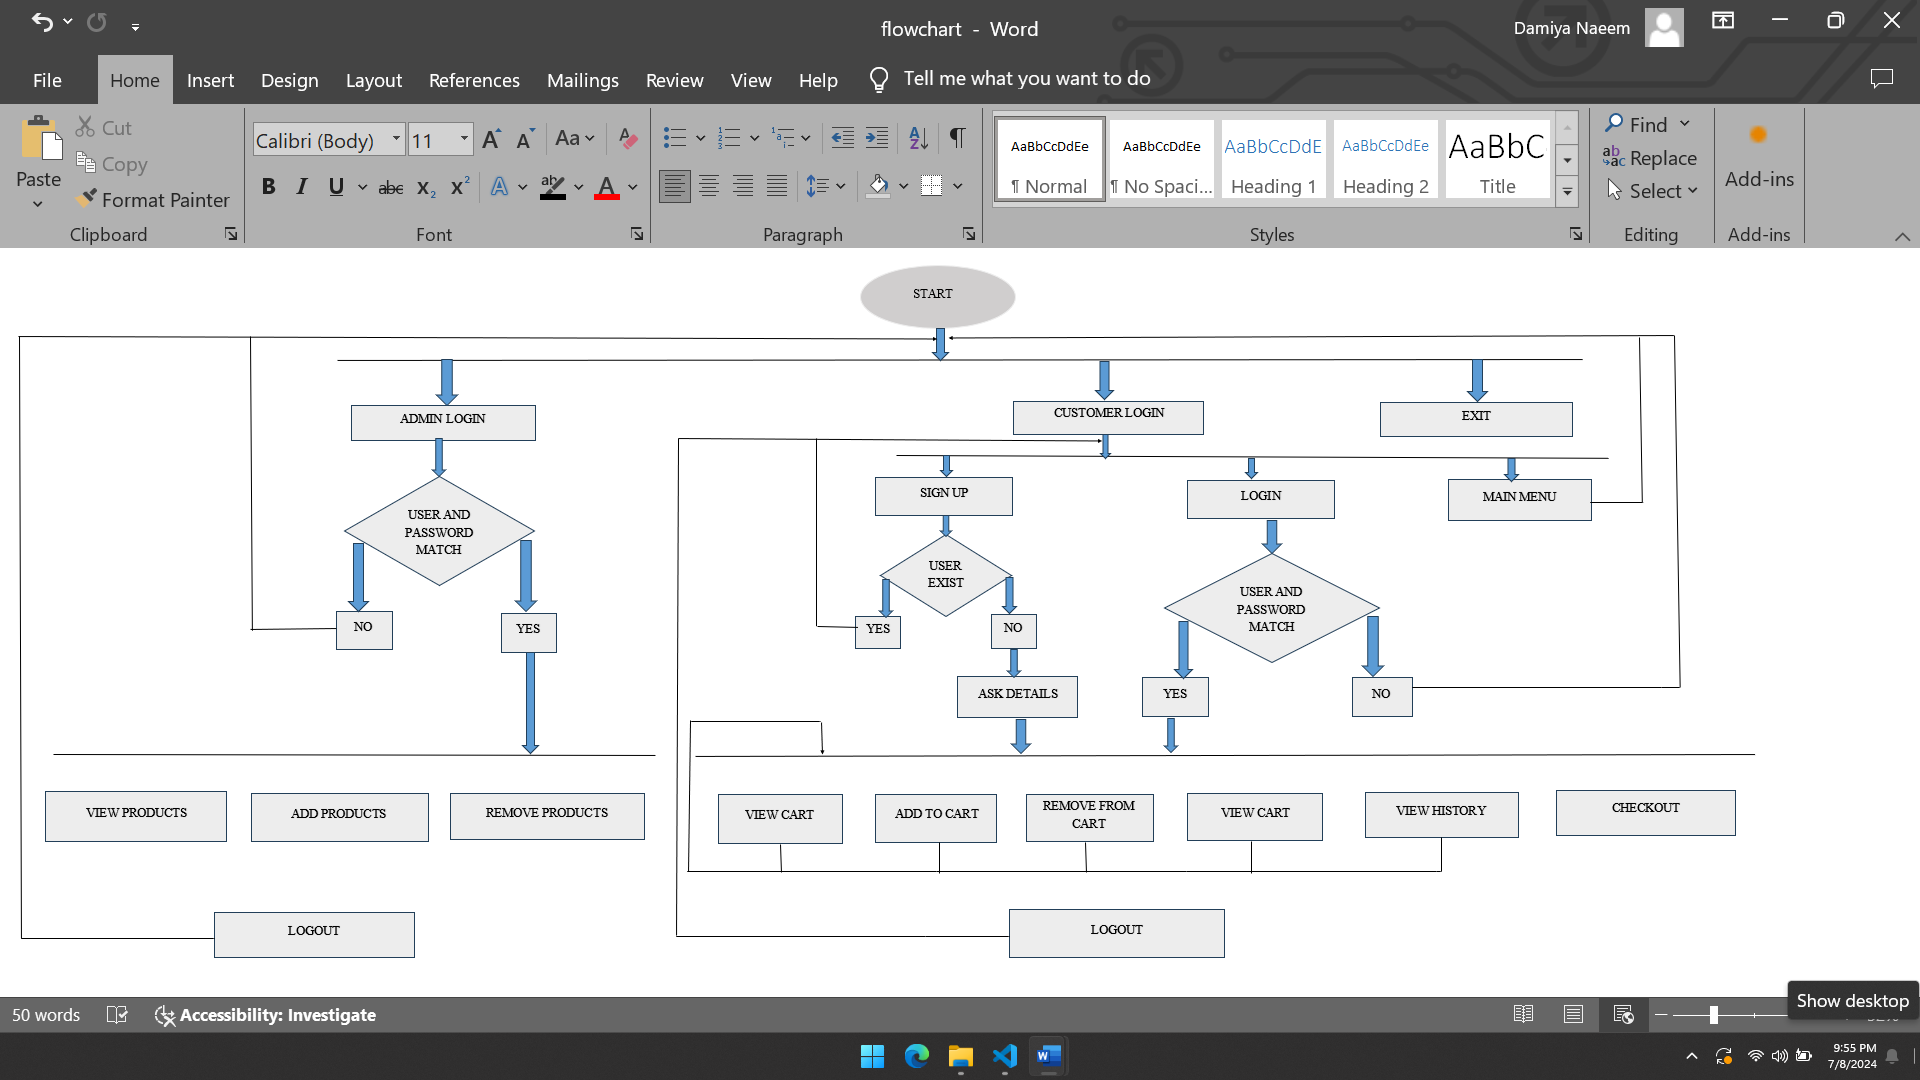 flowchart - Word
Damiya Naeem
File Home Insert Design Layout References Mailings Review View Help Tell me what you want to do
Paste
Cut
Copy
Format Painter
Clipboard
Calibri (Body) 11
Font
Paragraph
AaBbCcDdEe AaBbCcDdEe AaBbCcDdE AaBbCcDdEe AaBbC
¶ Normal ¶ No Spaci... Heading 1 Heading 2 Title
Styles
Find
Replace
Select
Editing
Add-ins
Add-ins
START
ADMIN LOGIN
CUSTOMER LOGIN
EXIT
USER AND
PASSWORD
MATCH
SIGN UP
LOGIN
MAIN MENU
USER
EXIST
USER AND
PASSWORD
MATCH
NO
YES
YES
NO
ASK DETAILS
YES
NO
VIEW PRODUCTS
ADD PRODUCTS
REMOVE PRODUCTS
VIEW CART
ADD TO CART
REMOVE FROM
CART
VIEW CART
VIEW HISTORY
CHECKOUT
LOGOUT
LOGOUT
50 words
Accessibility: Investigate
Show desktop
9:55 PM
7/8/2024